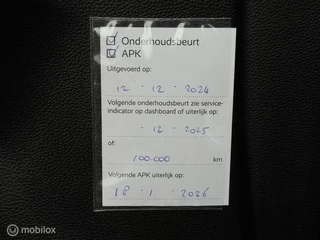 Onderhoudsbeurt
APK
Uitgevoerd op:
12 - 12 - 2024
Volgende onderhoudsbeurt zie service-
indicator op dashboard of uiterlijk op:
- 12 - 2025
of:
100.000 km
Volgende APK uiterlijk op:
18 - 1 - 2026
mobilox